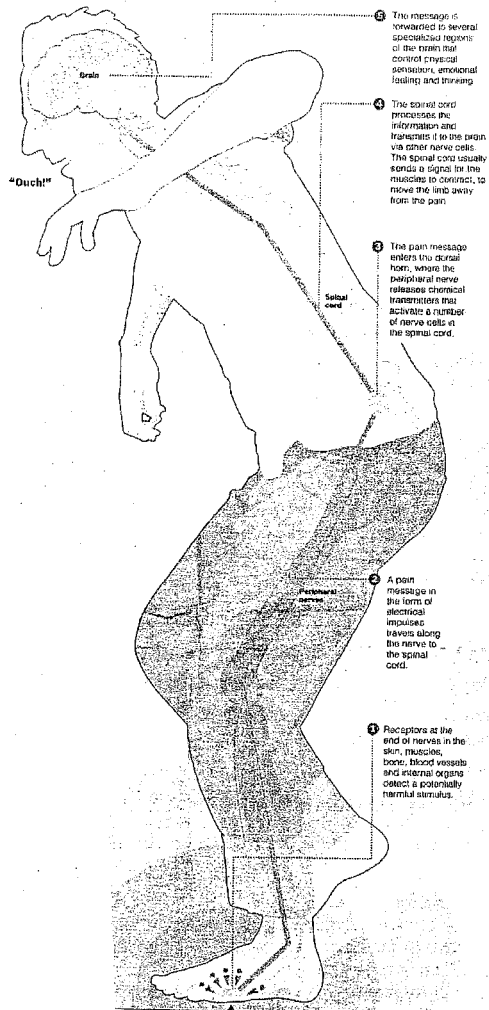 5 The message is
forwarded to several
specialized regions
of the brain that
control physical
sensation, emotional
feeling and thinking
Brain
4 The spinal cord
processes the
information and
transmits it to the brain
via other nerve cells.
The spinal cord usually
sends a signal for the
muscles to contract, to
move the limb away
from the pain
"Ouch!"
3 The pain message
enters the dorsal
horn, where the
peripheral nerve
releases chemical
transmitters that
activate a number
of nerve cells in
the spinal cord.
Spinal
cord
2 A pain
message in
the form of
electrical
impulses
travels along
the nerve to
the spinal
cord.
Peripheral
nerves
1 Receptors at the
end of nerves in the
skin, muscles,
bone, blood vessels
and internal organs
detect a potentially
harmful stimulus.